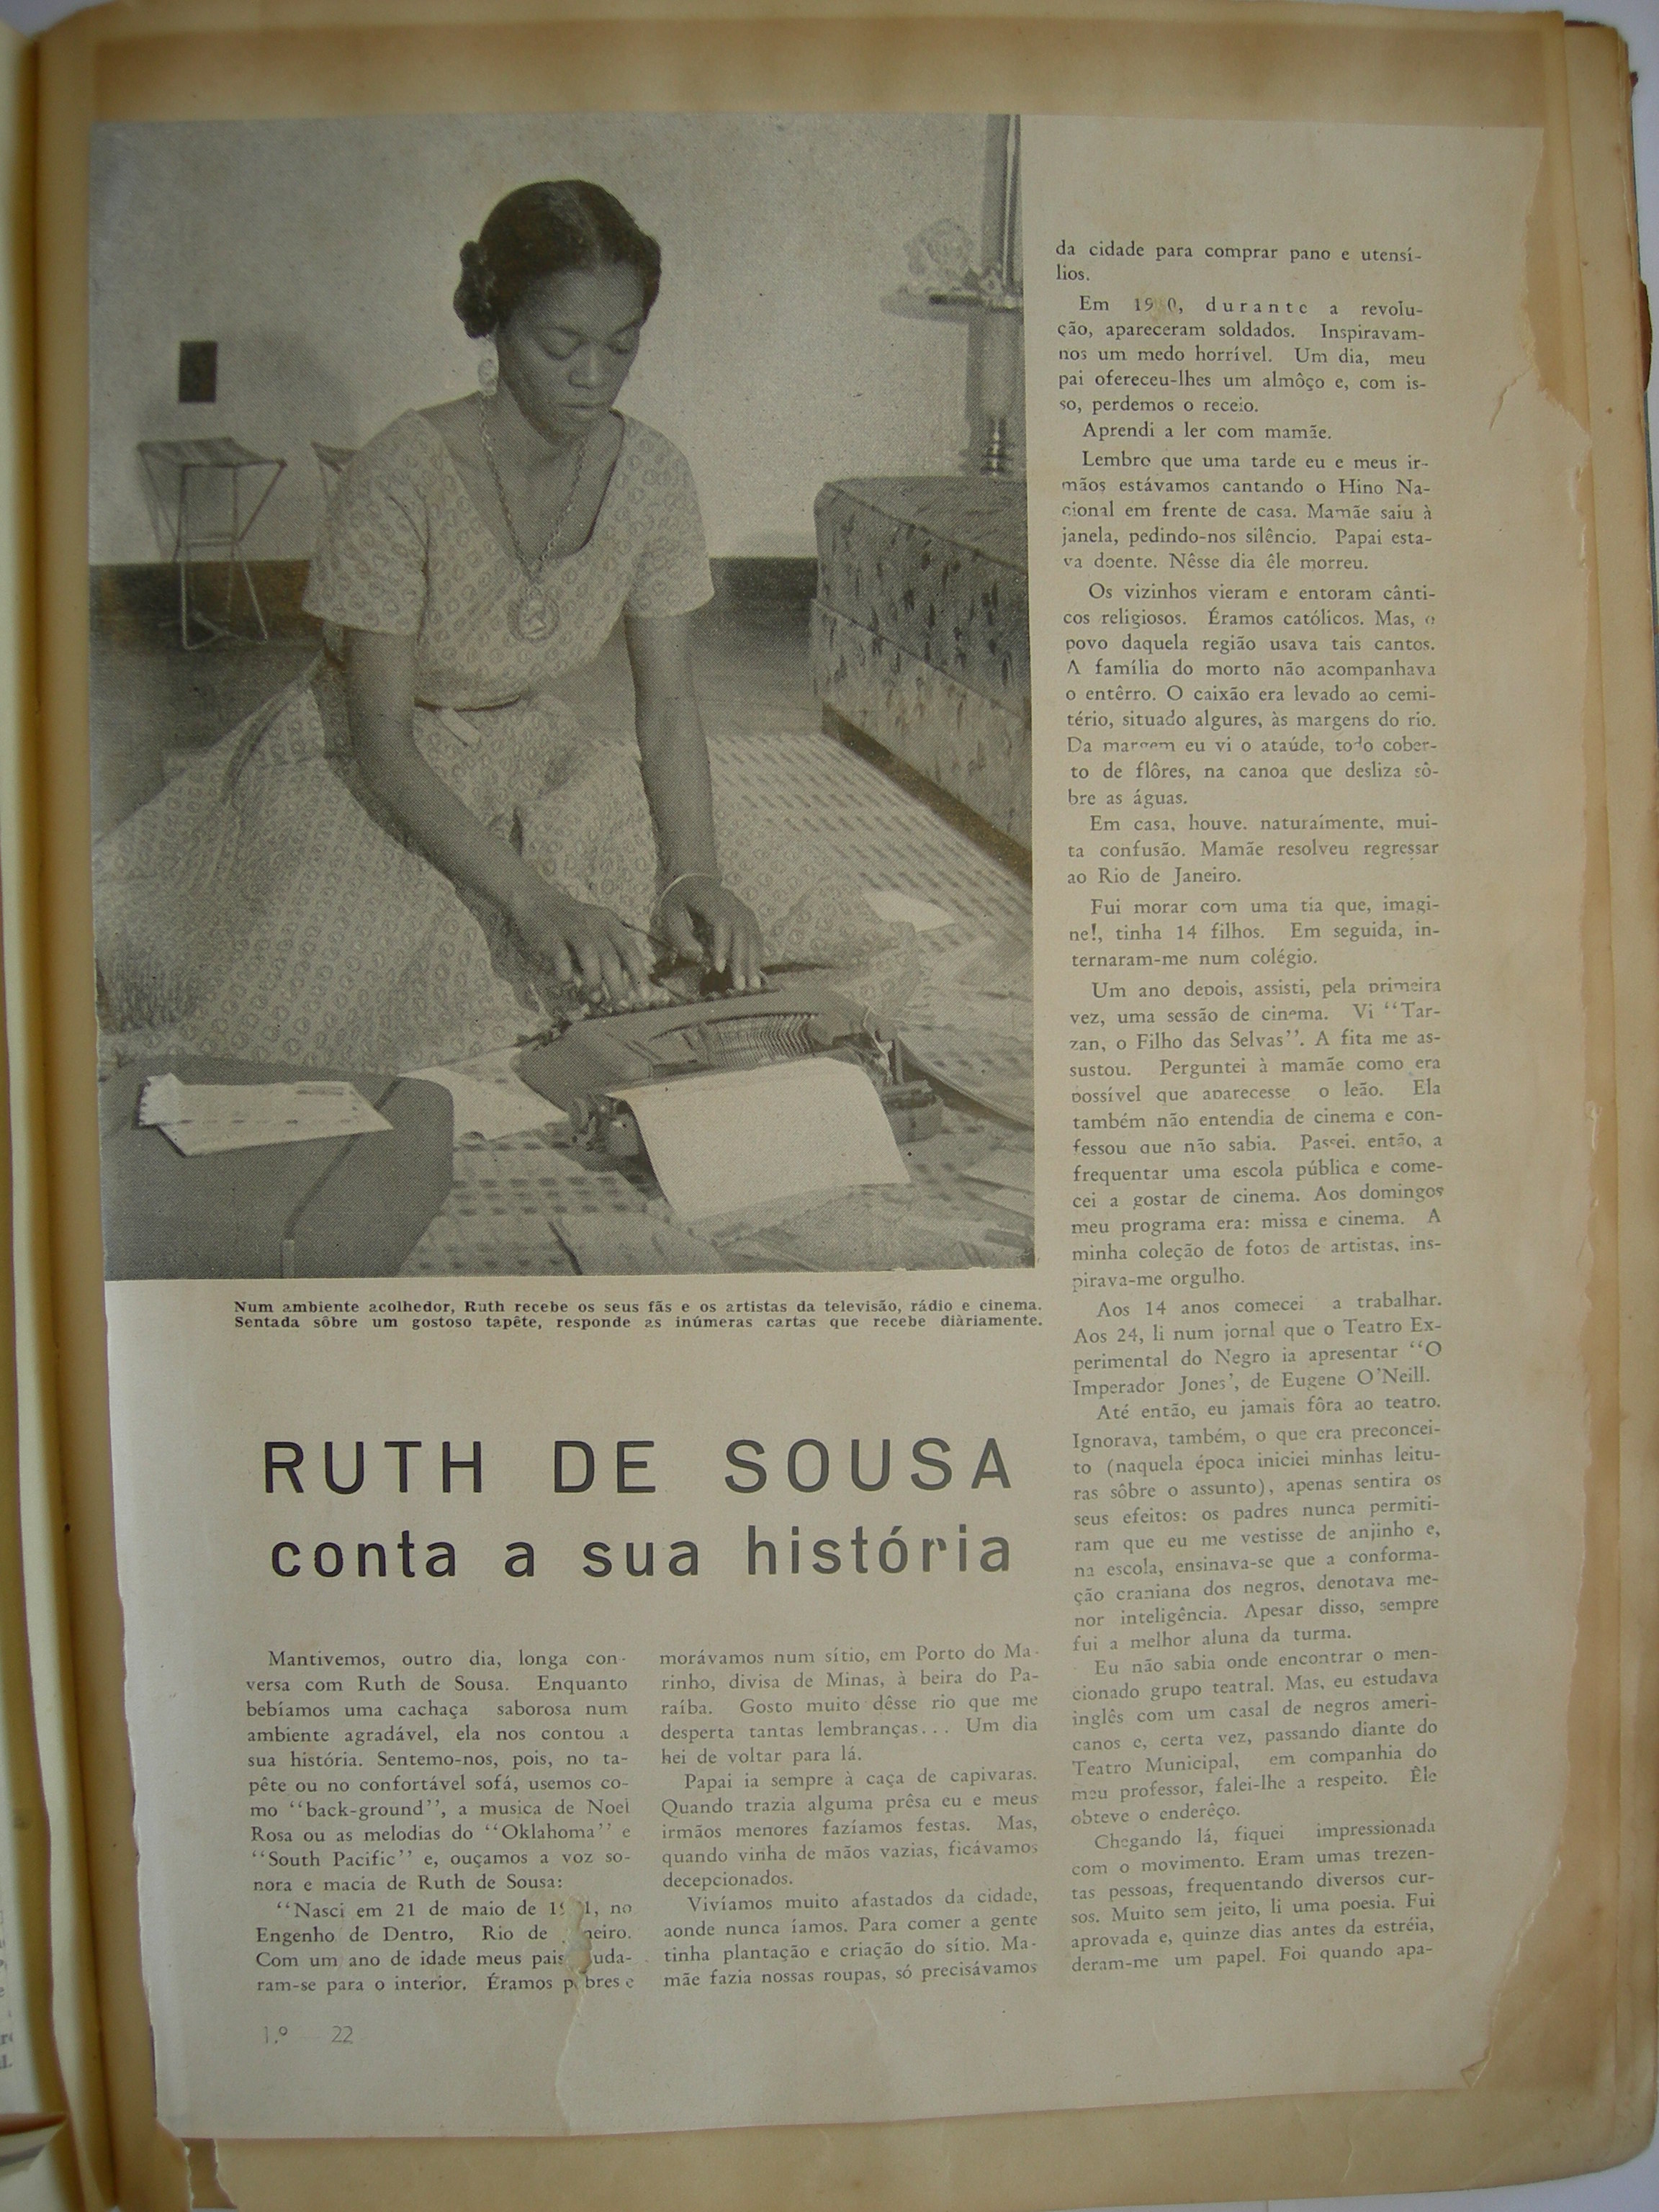 Num ambiente acolhedor, Ruth recebe os seus fãs e os artistas da televisão, rádio e cinema.
Sentada sôbre um gostoso tapête, responde as inúmeras cartas que recebe diàriamente.
RUTH DE SOUSA
conta a sua história
Mantivemos, outro dia, longa con-
versa com Ruth de Sousa. Enquanto
bebíamos uma cachaça saborosa num
ambiente agradável, ela nos contou a
sua história. Sentemo-nos, pois, no ta-
pête ou no confortável sofá, usemos co-
mo "back-ground", a musica de Noel
Rosa ou as melodias do "Oklahoma" e
"South Pacific" e, ouçamos a voz so-
nora e macia de Ruth de Sousa:
"Nasci em 21 de maio de no
Engenho de Dentro, Rio de
Com um ano de idade meus pais
ram-se para o interior. Éramos pobres e
morávamos num sítio, em Porto do Ma-
rinho, divisa de Minas, à beira do Pa-
raíba. Gosto muito dêsse rio que me
desperta tantas lembranças... Um dia
hei de voltar para lá.
Papai ia sempre à caça de capivaras.
Quando trazia alguma prêsa eu e meus
irmãos menores fazíamos festas. Mas,
quando vinha de mãos vazias, ficávamos
decepcionados.
Vivíamos muito afastados da cidade,
aonde nunca íamos. Para comer a gente
tinha plantação e criação do sítio. Ma-
mãe fazia nossas roupas, só precisávamos
da cidade para comprar pano e utensí-
lios.
Em durante a revolu-
ção, apareceram soldados. Inspiravam-
nos um medo horrível. Um dia, meu
pai ofereceu-lhes um almôço e, com is-
so, perdemos o receio.
Aprendi a ler com mamãe.
Lembro que uma tarde eu e meus ir-
mãos estávamos cantando o Hino Na-
cional em frente de casa. Mamãe saiu à
janela, pedindo-nos silêncio. Papai esta-
va doente. Nêsse dia êle morreu.
Os vizinhos vieram e entoram cânti-
cos religiosos. Éramos católicos. Mas, o
povo daquela região usava tais cantos.
A família do morto não acompanhava
o entêrro. O caixão era levado ao cemi-
tério, situado algures, às margens do rio.
Da margem eu vi o ataúde, todo cober-
to de flôres, na canoa que desliza sô-
bre as águas.
Em casa, houve, naturalmente, mui-
ta confusão. Mamãe resolveu regressar
ao Rio de Janeiro.
Fui morar com uma tia que, imagi-
ne!, tinha 14 filhos. Em seguida, in-
ternaram-me num colégio.
Um ano depois, assisti, pela primeira
vez, uma sessão de cinema. Vi "Tar-
zan, o Filho das Selvas". A fita me as-
sustou. Perguntei à mamãe como era
possível que aparecesse o leão. Ela
também não entendia de cinema e con-
fessou que não sabia. Passei, então, a
frequentar uma escola pública e come-
cei a gostar de cinema. Aos domingos
meu programa era: missa e cinema. A
minha coleção de fotos de artistas, ins-
pirava-me orgulho.
Aos 14 anos comecei a trabalhar.
Aos 24, li num jornal que o Teatro Ex-
perimental do Negro ia apresentar "O
Imperador Jones', de Eugene O'Neill.
Até então, eu jamais fôra ao teatro.
Ignorava, também, o que era preconcei-
to (naquela época iniciei minhas leitu-
ras sôbre o assunto), apenas sentira os
seus efeitos: os padres nunca permiti-
ram que eu me vestisse de anjinho e,
na escola, ensinava-se que a conforma-
ção craniana dos negros, denotava me-
nor inteligência. Apesar disso, sempre
fui a melhor aluna da turma.
Eu não sabia onde encontrar o men-
cionado grupo teatral. Mas, eu estudava
inglês com um casal de negros ameri-
canos e, certa vez, passando diante do
Teatro Municipal, em companhia do
meu professor, falei-lhe a respeito. Êle
obteve o enderêço.
Chegando lá, fiquei impressionada
com o movimento. Eram umas trezen-
tas pessoas, frequentando diversos cur-
sos. Muito sem jeito, li uma poesia. Fui
aprovada e, quinze dias antes da estréia,
deram-me um papel. Foi quando apa-
1.º 22